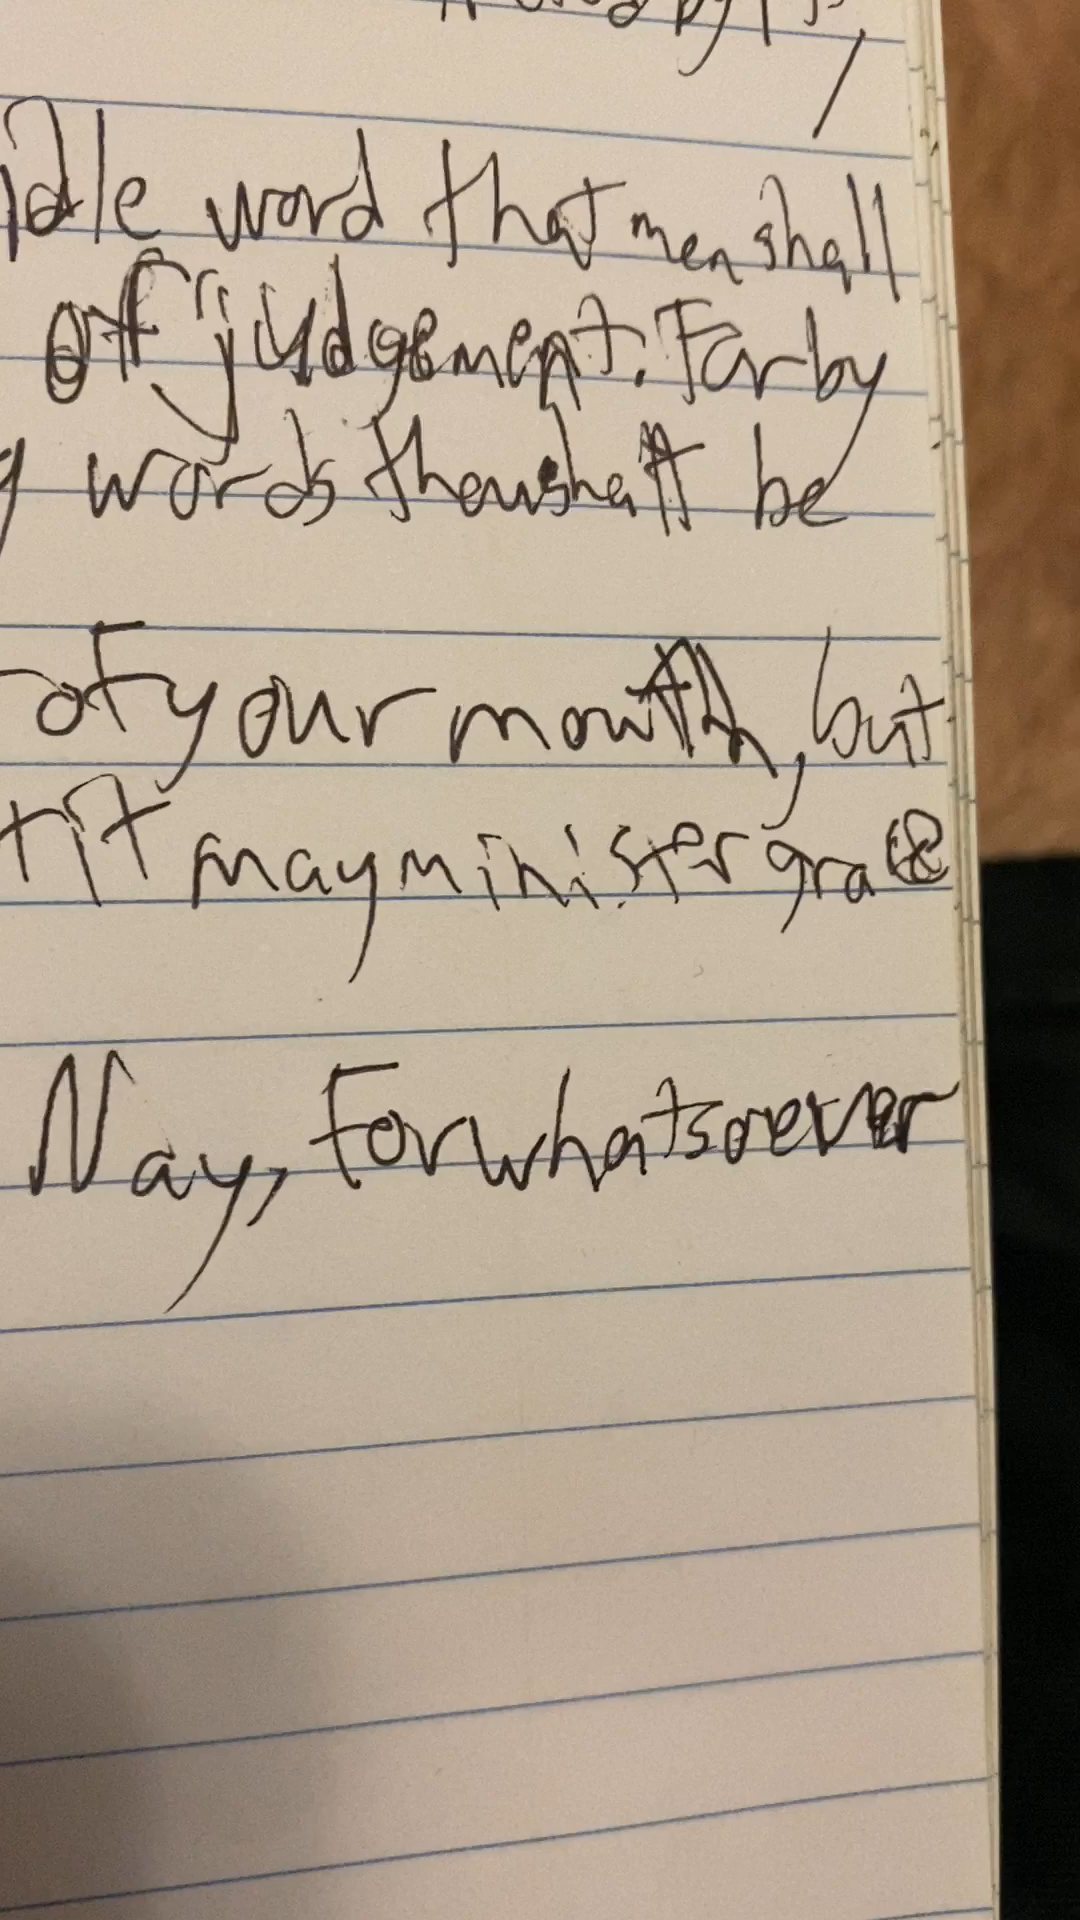 by
idle word that men shall
of judgement. For by
words thou shalt be
of your mouth, but
t it may minister grace
Nay, For whatsoever